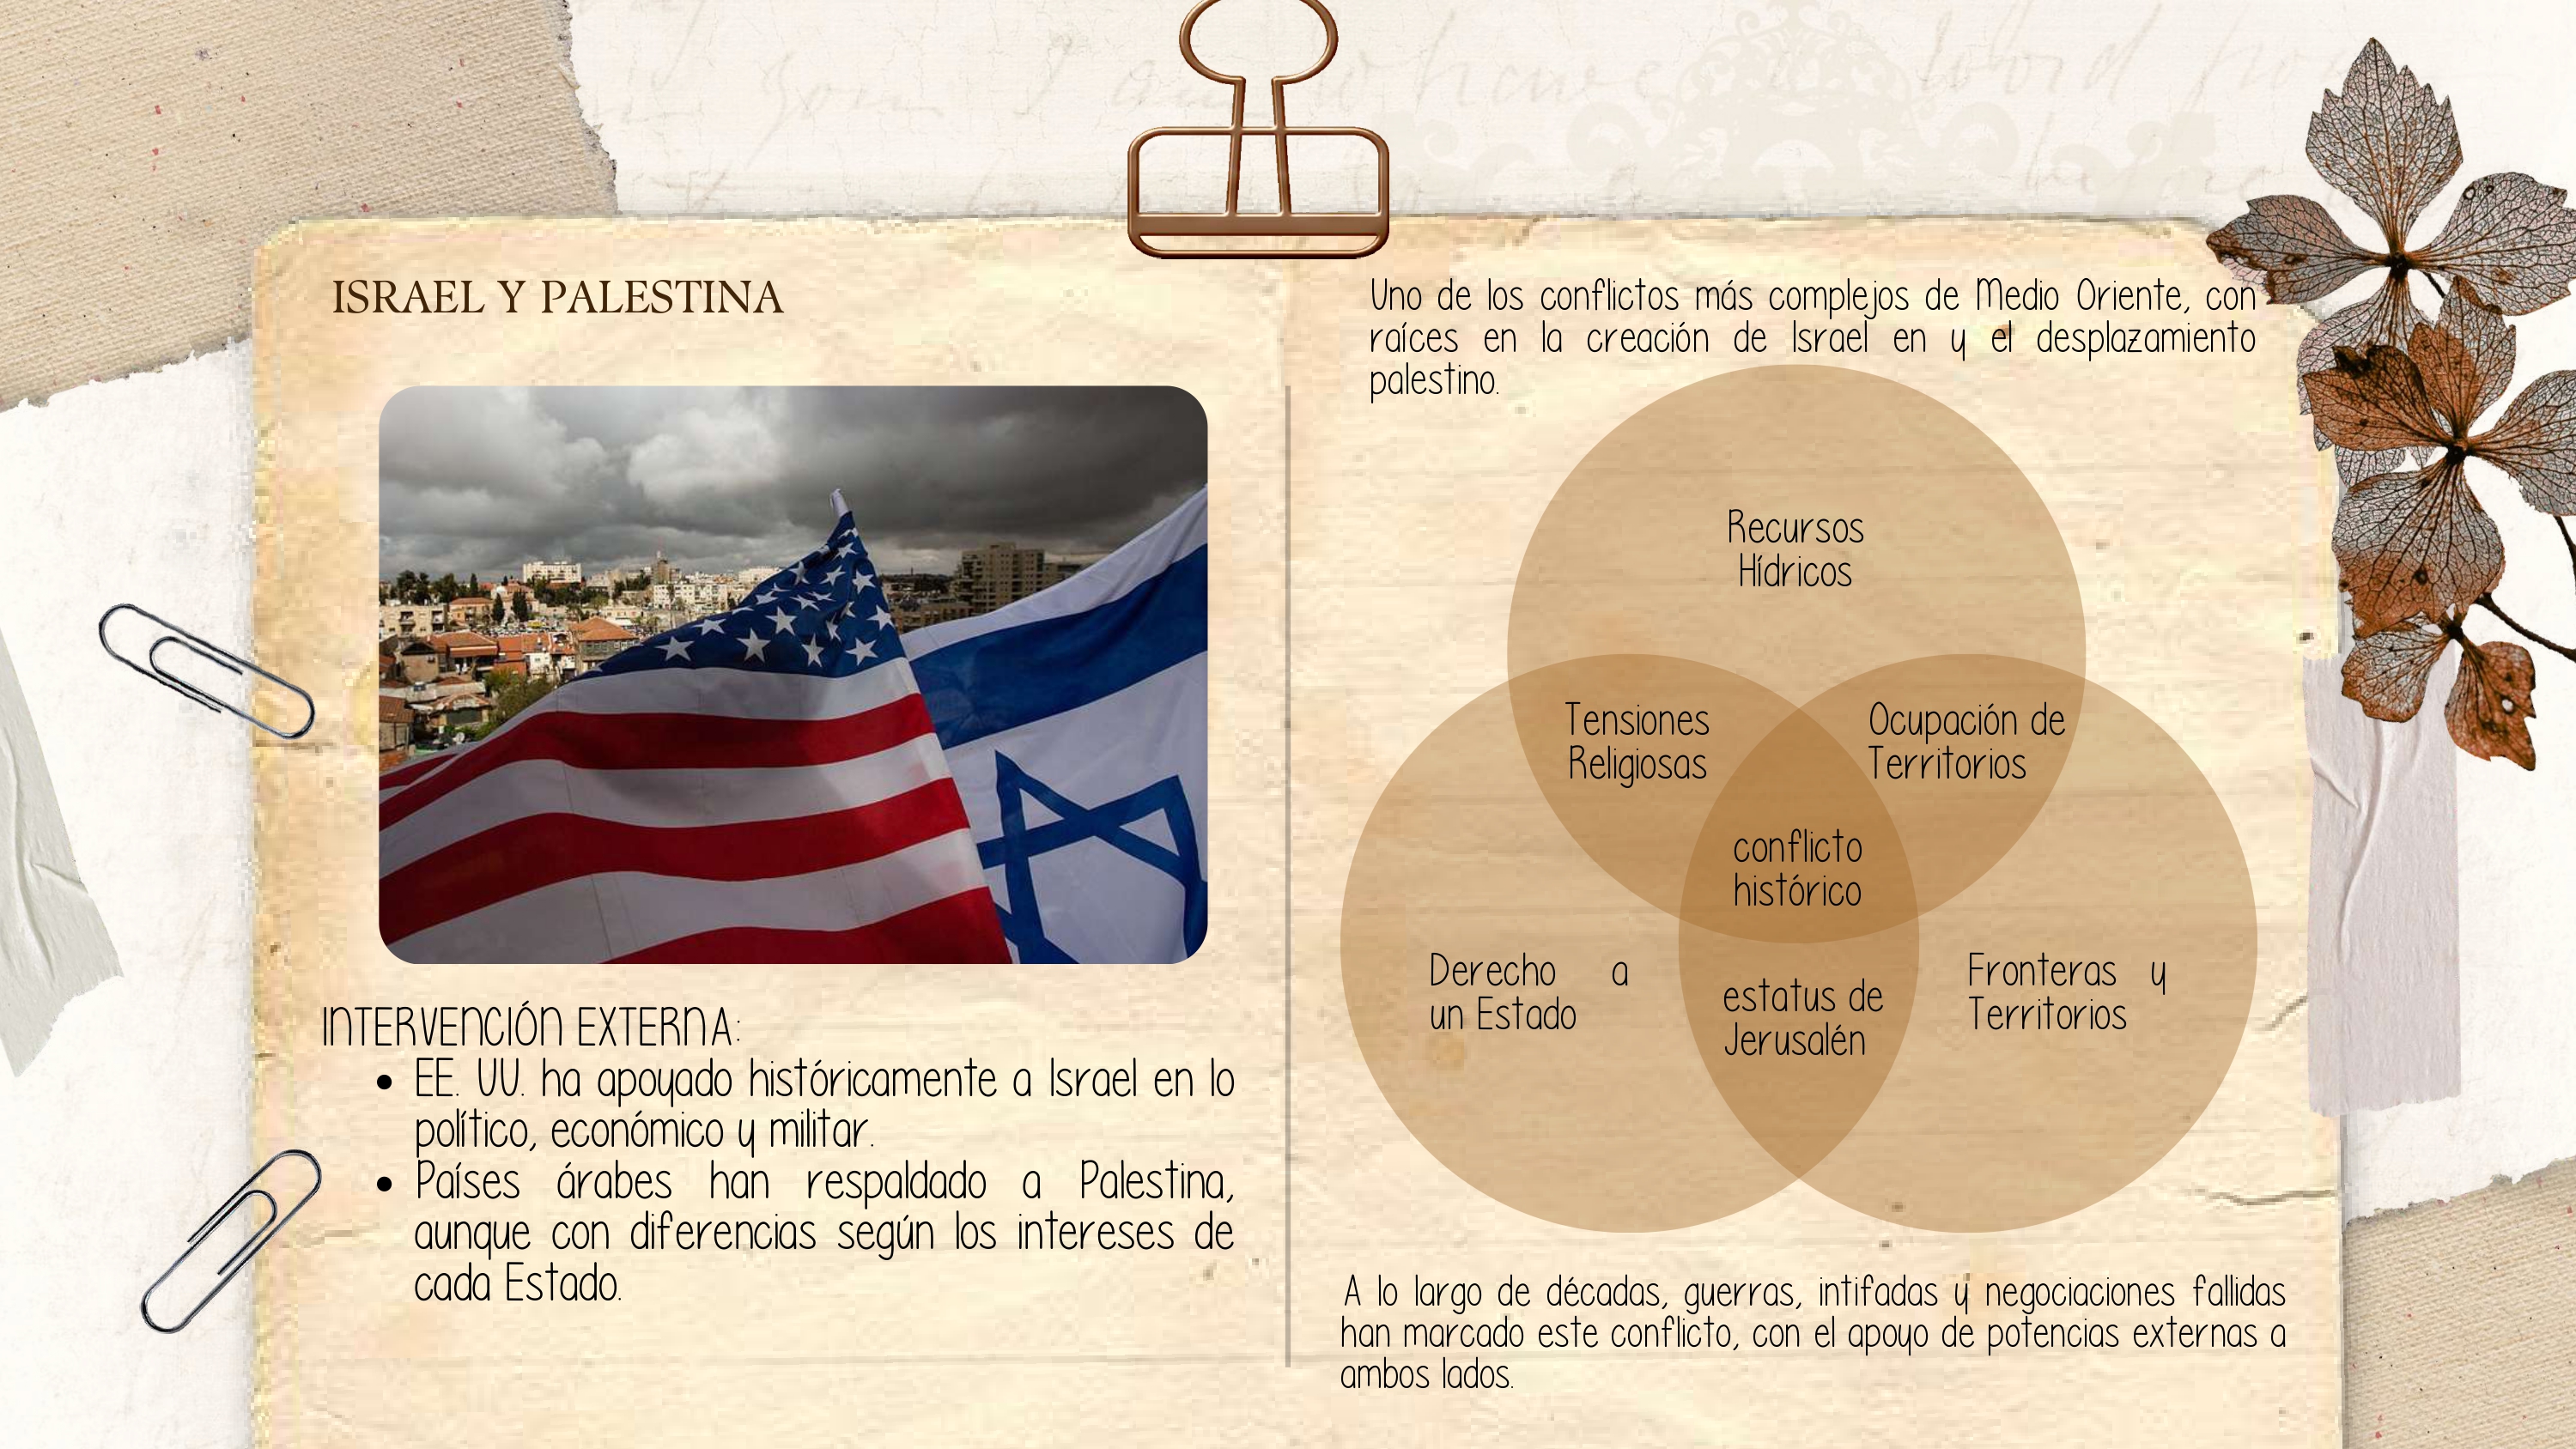 ISRAEL Y PALESTINA
INTERVENCIÓN EXTERNA:
• EE. UU. ha apoyado históricamente a Israel en lo
político, económico y militar.
• Países árabes han respaldado a Palestina,
aunque con diferencias según los intereses de
cada Estado.
Uno de los conflictos más complejos de Medio Oriente, con
raíces en la creación de Israel en y el desplazamiento
palestino.
Recursos
Hídricos
Tensiones
Religiosas
Ocupación de
Territorios
conflicto
histórico
Derecho a
un Estado
estatus de
Jerusalén
Fronteras y
Territorios
A lo largo de décadas, guerras, intifadas y negociaciones fallidas
han marcado este conflicto, con el apoyo de potencias externas a
ambos lados.